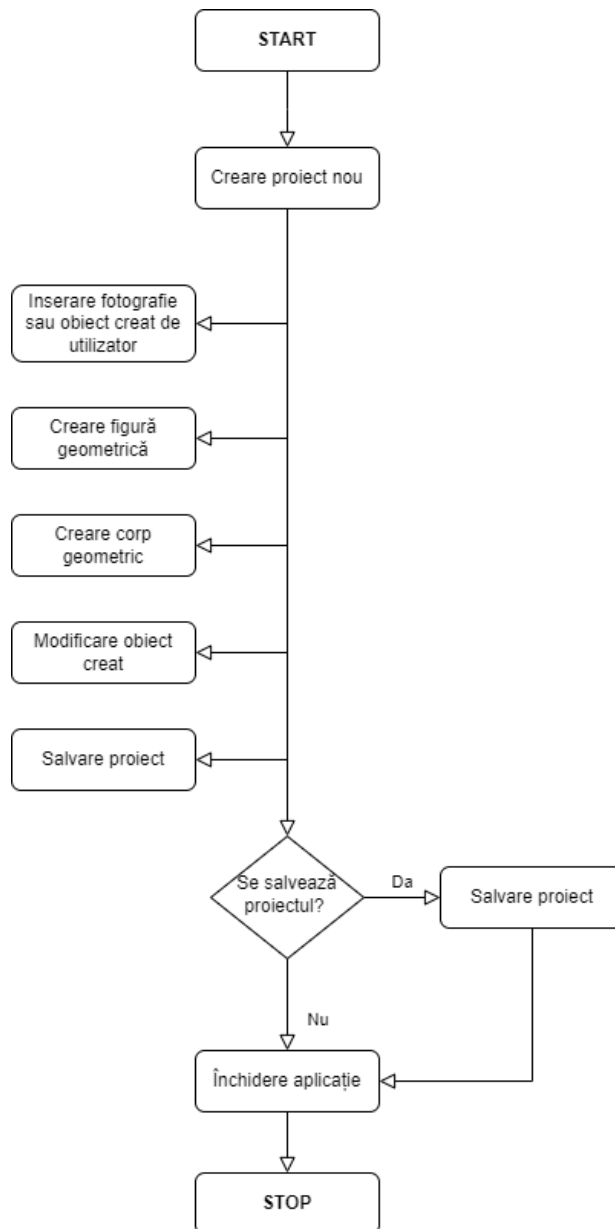 START
Creare proiect nou
Inserare fotografie
sau obiect creat de
utilizator
Creare figură
geometrică
Creare corp
geometric
Modificare obiect
creat
Salvare proiect
Se salvează
proiectul?
Da
Salvare proiect
Nu
Închidere aplicație
STOP